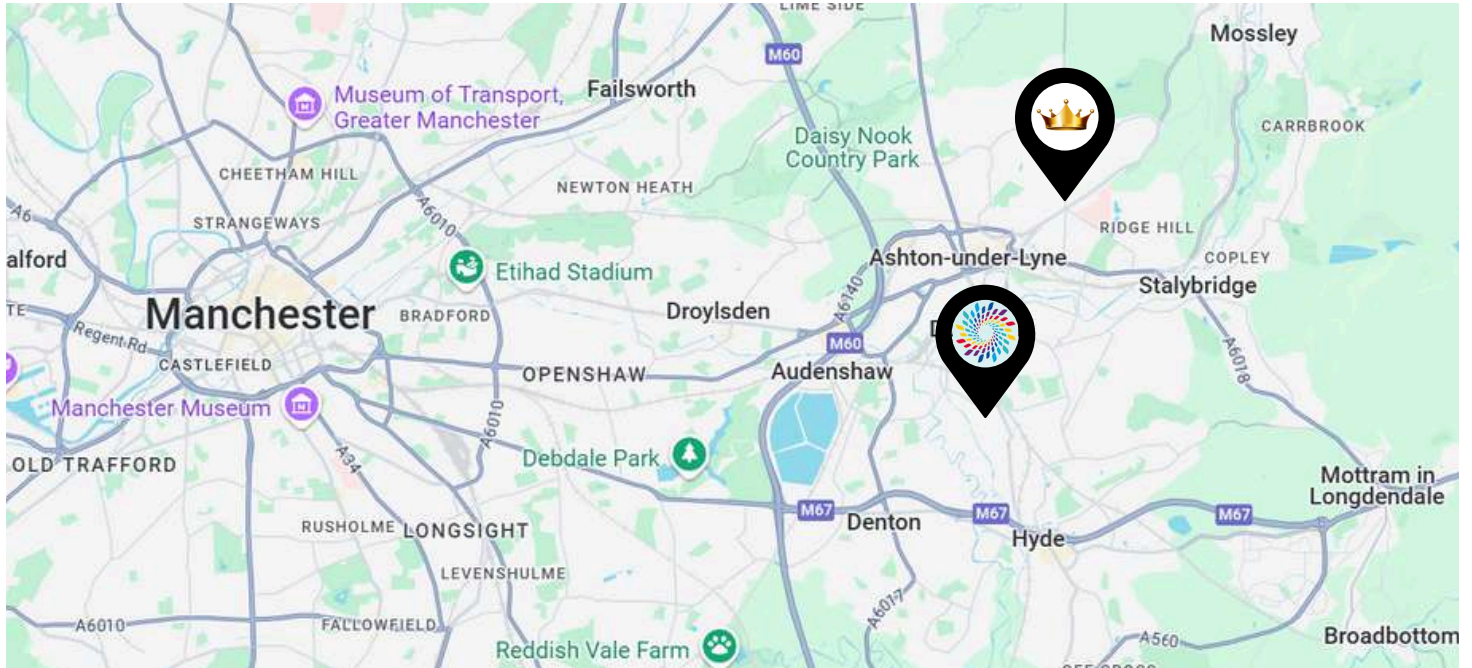 LIME SIDE
Mossley
M60
Failsworth
Museum of Transport,
Greater Manchester
Daisy Nook
Country Park
CARRBROOK
CHEETHAM HILL
NEWTON HEATH
A6010
A6
STRANGEWAYS
RIDGE HILL
alford
Etihad Stadium
Ashton-under-Lyne
COPLEY
Stalybridge
A6140
Manchester
BRADFORD
Droylsden
TE
Regent Rd
D
M60
A6018
CASTLEFIELD
OPENSHAW
Audenshaw
Manchester Museum
A6010
A34
Debdale Park
OLD TRAFFORD
Mottram in
Longdendale
M67
M67
M67
RUSHOLME
LONGSIGHT
Denton
Hyde
LEVENSHULME
A6017
A6010
FALLOWFIELD
Reddish Vale Farm
A560
Broadbottom